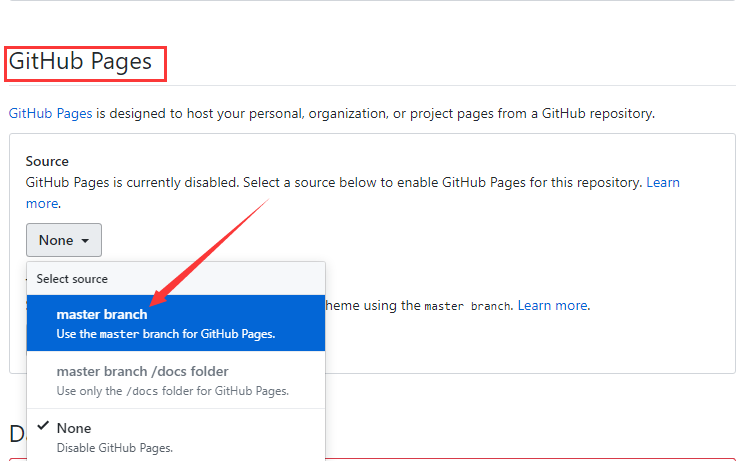 GitHub Pages
GitHub Pages is designed to host your personal, organization, or project pages from a GitHub repository.
Source
GitHub Pages is currently disabled. Select a source below to enable GitHub Pages for this repository. Learn
more.
None
Select source
master branch
heme using the master branch. Learn more.
Use the master branch for GitHub Pages.
master branch /docs folder
Use only the /docs folder for GitHub Pages.
None
D
Disable GitHub Pages.